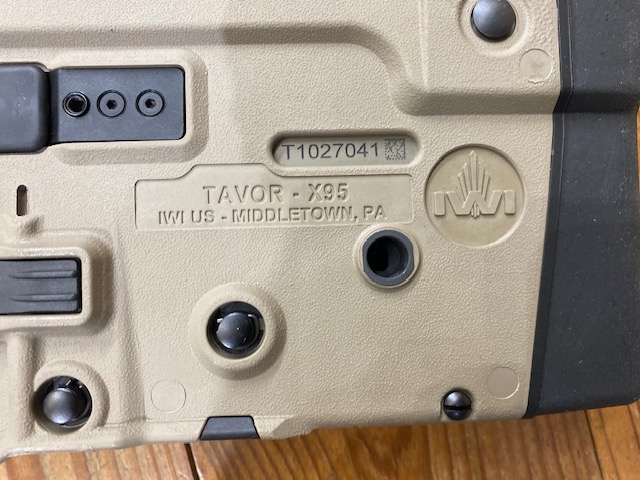 T1027041
TAVOR - X95
IWI US - MIDDLETOWN, PA
IWI